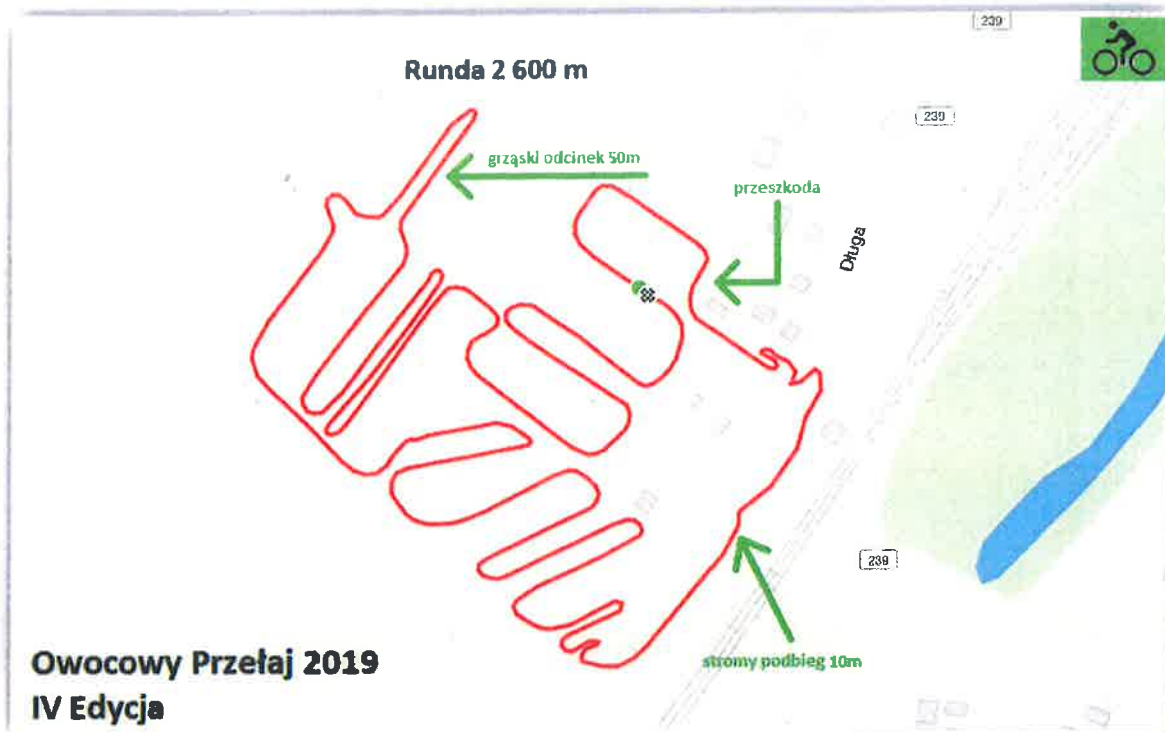 239
Runda 2 600 m
239
grząski odcinek 50m
przeszkoda
Długa
239
stromy podbieg 10m
Owocowy Przełaj 2019
IV Edycja